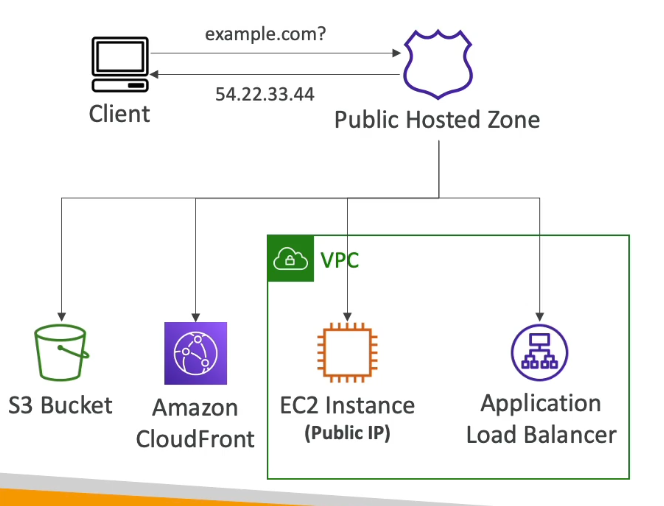 example.com?
54.22.33.44
Client
Public Hosted Zone
VPC
S3 Bucket
Amazon
CloudFront
EC2 Instance
(Public IP)
Application
Load Balancer